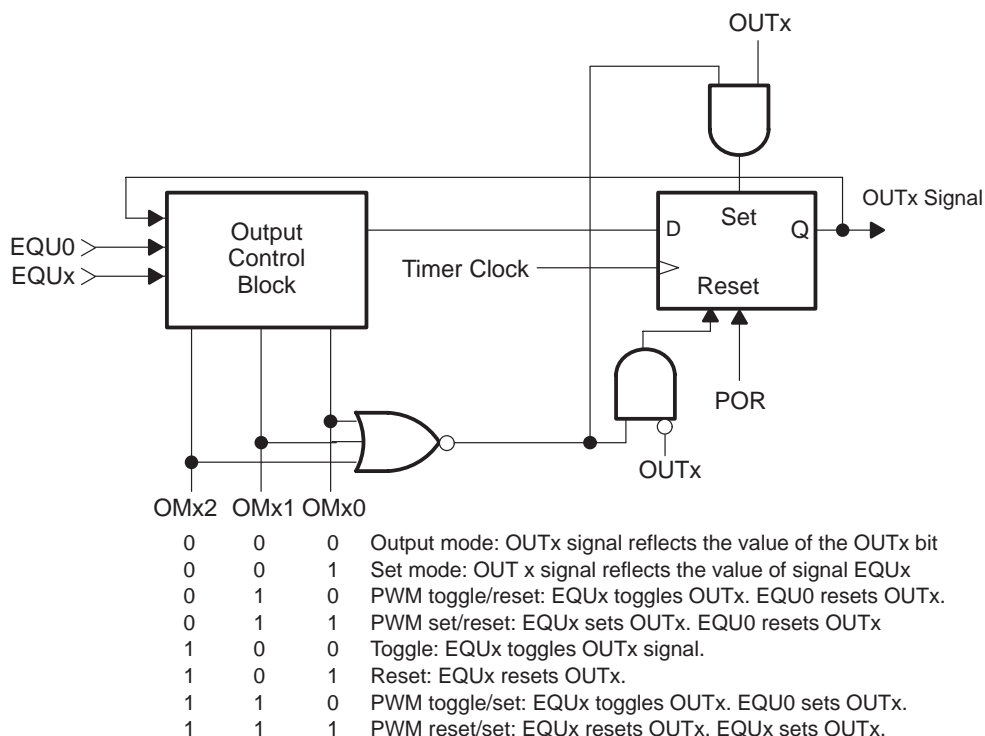 OUTx
OUTx Signal
Output
Control
Block
D
Set
Q
EQU0
EQUx
Timer Clock
Reset
POR
OUTx
OMx2 OMx1 OMx0
0 0 0 Output mode: OUTx signal reflects the value of the OUTx bit
0 0 1 Set mode: OUT x signal reflects the value of signal EQUx
0 1 0 PWM toggle/reset: EQUx toggles OUTx. EQU0 resets OUTx.
0 1 1 PWM set/reset: EQUx sets OUTx. EQU0 resets OUTx
1 0 0 Toggle: EQUx toggles OUTx signal.
1 0 1 Reset: EQUx resets OUTx.
1 1 0 PWM toggle/set: EQUx toggles OUTx. EQU0 sets OUTx.
1 1 1 PWM reset/set: EQUx resets OUTx. EQUx sets OUTx.